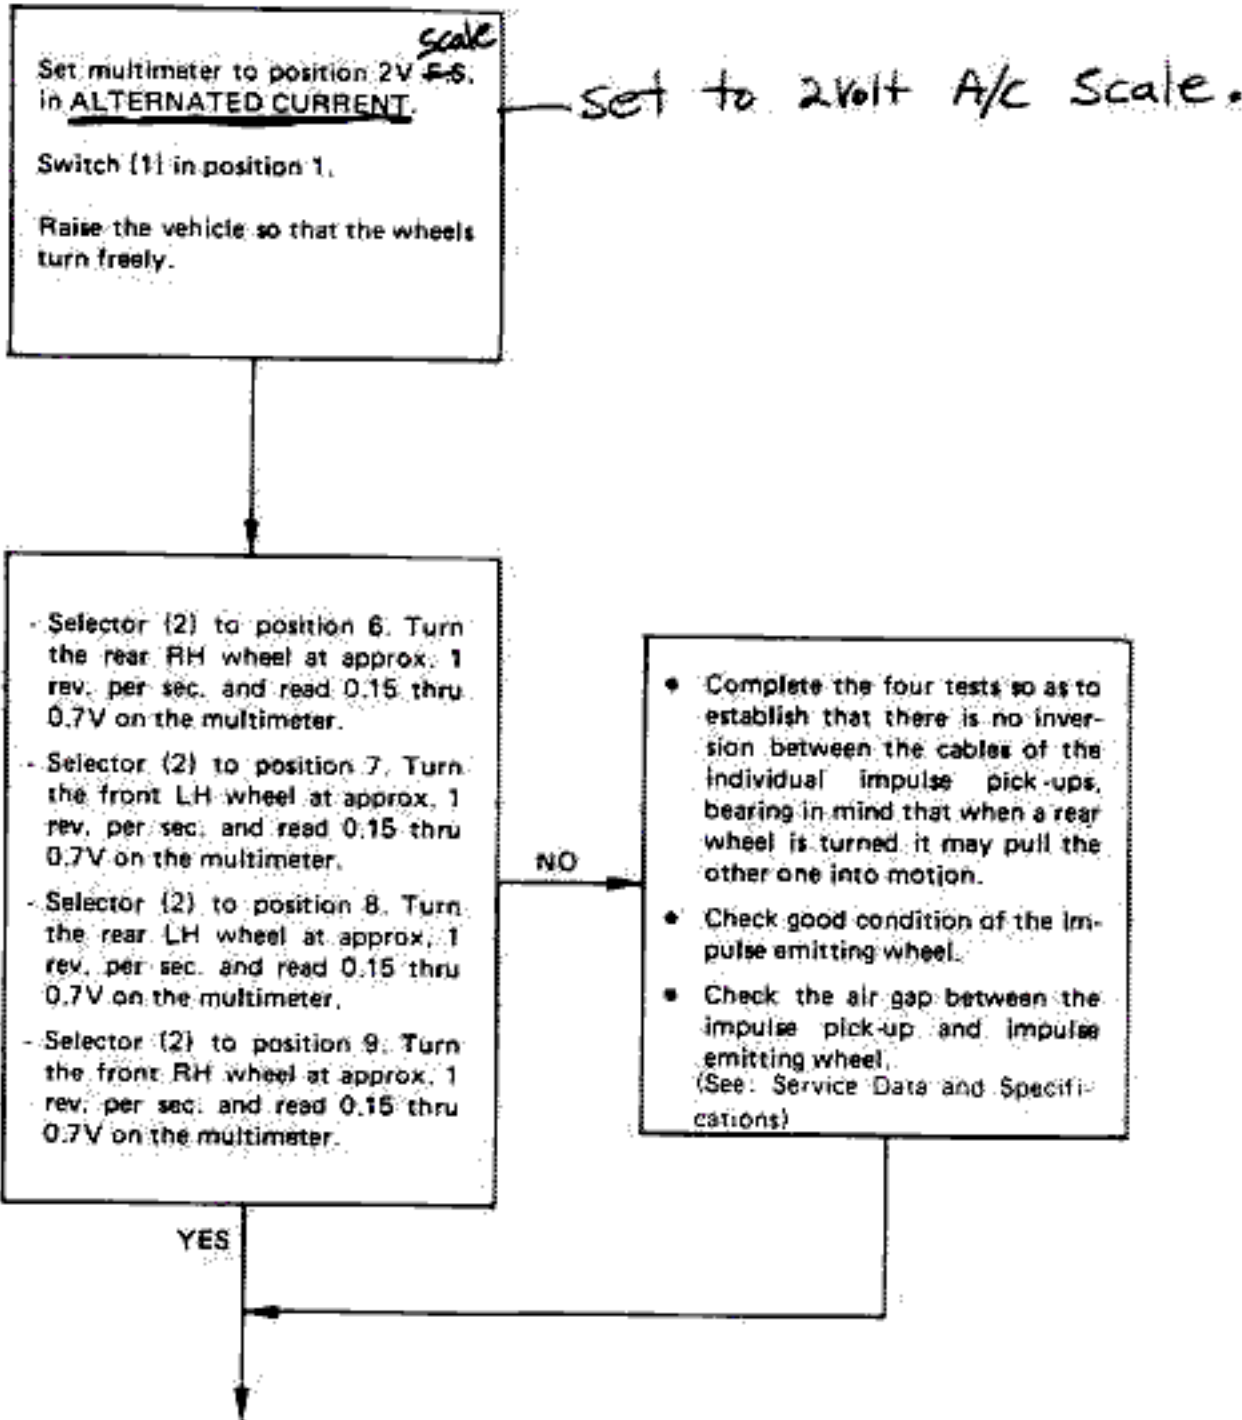 scale
Set multimeter to position 2V F.S.
in ALTERNATED CURRENT.
Set to 2Volt A/C Scale.
Switch (1) in position 1.
Raise the vehicle so that the wheels
turn freely.
- Selector (2) to position 6. Turn
the rear RH wheel at approx. 1
rev. per sec. and read 0.15 thru
0.7V on the multimeter.
- Selector (2) to position 7. Turn
the front LH wheel at approx. 1
rev. per sec. and read 0.15 thru
0.7V on the multimeter.
- Selector (2) to position 8. Turn
the rear LH wheel at approx. 1
rev. per sec. and read 0.15 thru
0.7V on the multimeter.
- Selector (2) to position 9. Turn
the front RH wheel at approx. 1
rev. per sec. and read 0.15 thru
0.7V on the multimeter.
NO
• Complete the four tests so as to
establish that there is no inver-
sion between the cables of the
individual impulse pick-ups,
bearing in mind that when a rear
wheel is turned it may pull the
other one into motion.
• Check good condition of the im-
pulse emitting wheel.
• Check the air gap between the
impulse pick-up and impulse
emitting wheel.
(See: Service Data and Specifi-
cations)
YES